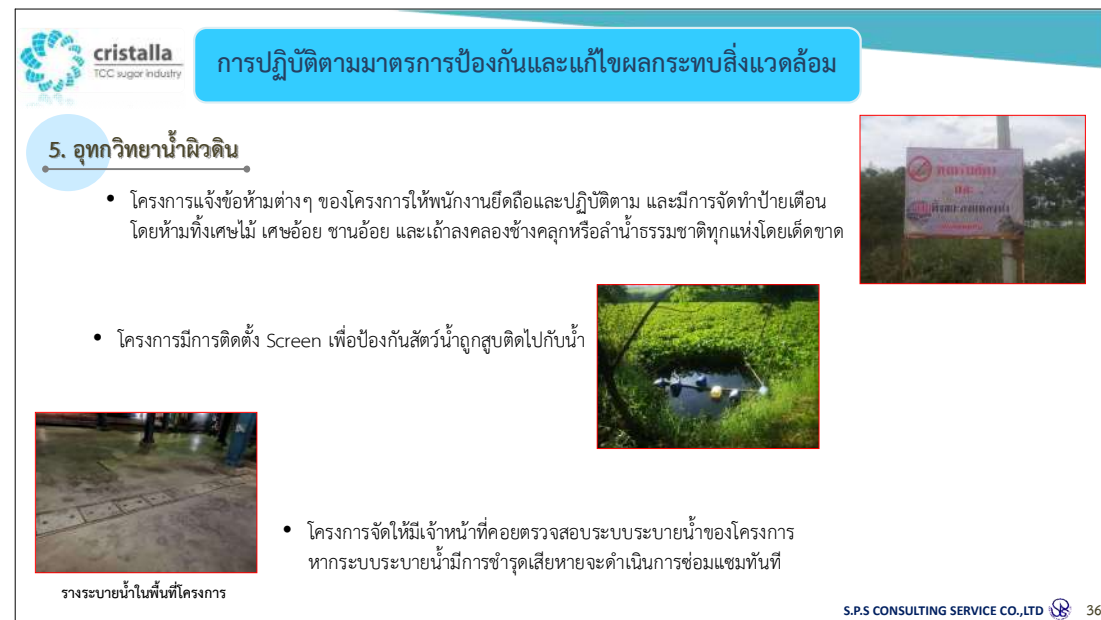 cristalla
TCC sugar industry
การปฏิบัติตามมาตรการป้องกันและแก้ไขผลกระทบสิ่งแวดล้อม
5. อุทกวิทยาน้ำผิวดิน
• โครงการแจ้งข้อห้ามต่างๆ ของโครงการให้พนักงานยึดถือและปฏิบัติตาม และมีการจัดทำป้ายเตือน
โดยห้ามทิ้งเศษไม้ เศษอ้อย ชานอ้อย และเถ้าลงคลองช้างคลุกหรือลำน้ำธรรมชาติทุกแห่งโดยเด็ดขาด
• โครงการมีการติดตั้ง Screen เพื่อป้องกันสัตว์น้ำถูกสูบติดไปกับน้ำ
• โครงการจัดให้มีเจ้าหน้าที่คอยตรวจสอบระบบระบายน้ำของโครงการ
หากระบบระบายน้ำมีการชำรุดเสียหายจะดำเนินการซ่อมแซมทันที
รางระบายน้ำในพื้นที่โครงการ
S.P.S CONSULTING SERVICE CO.,LTD 36